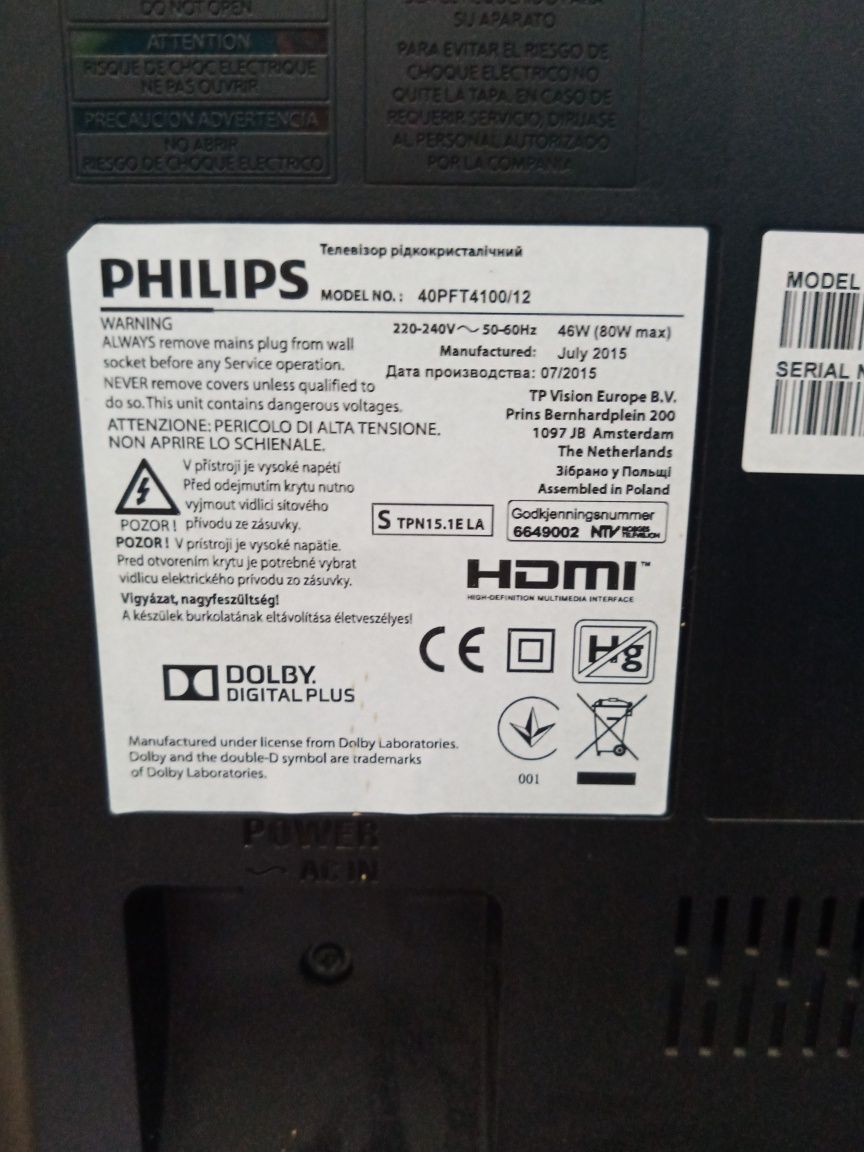 DO NOT OPEN
ATTENTION
RISQUE DE CHOC ELECTRIQUE
NE PAS OUVRIR
PRECAUCION ADVERTENCIA
NO ABRIR
RIESGO DE CHOQUE ELECTRICO
SU APARATO
PARA EVITAR EL RIESGO DE
CHOQUE ELECTRICO NO
QUITE LA TAPA. EN CASO DE
REQUERIR SERVICIO, DIRIJASE
AL PERSONAL AUTORIZADO
POR LA COMPANIA
Телевізор рідкокристалічний
PHILIPS
MODEL NO.: 40PFT4100/12
WARNING
ALWAYS remove mains plug from wall
socket before any Service operation.
NEVER remove covers unless qualified to
do so. This unit contains dangerous voltages.
ATTENZIONE: PERICOLO DI ALTA TENSIONE.
NON APRIRE LO SCHIENALE.
220-240V～ 50-60Hz 46W (80W max)
Manufactured: July 2015
Дата производства: 07/2015
TP Vision Europe B.V.
Prins Bernhardplein 200
1097 JB Amsterdam
The Netherlands
Зібрано у Польщі
Assembled in Poland
V přístroji je vysoké napětí
Před odejmutím krytu nutno
vyjmout vidlici síťového
POZOR! přívodu ze zásuvky.
POZOR! V prístroji je vysoké napätie.
Pred otvorením krytu je potrebné vybrat
vidlicu elektrického prívodu zo zásuvky.
Vigyázat, nagyfeszültség!
A készülek burkolatának eltávolítása életveszélyes!
S TPN15.1E LA
Godkjenningsnummer
6649002 NTV NORGES TELEVISJON
HDMI™
HIGH-DEFINITION MULTIMEDIA INTERFACE
CE
Hg
DOLBY.
DIGITAL PLUS
Manufactured under license from Dolby Laboratories.
Dolby and the double-D symbol are trademarks
of Dolby Laboratories.
001
MODEL
SERIAL N
POWER
～ AC IN